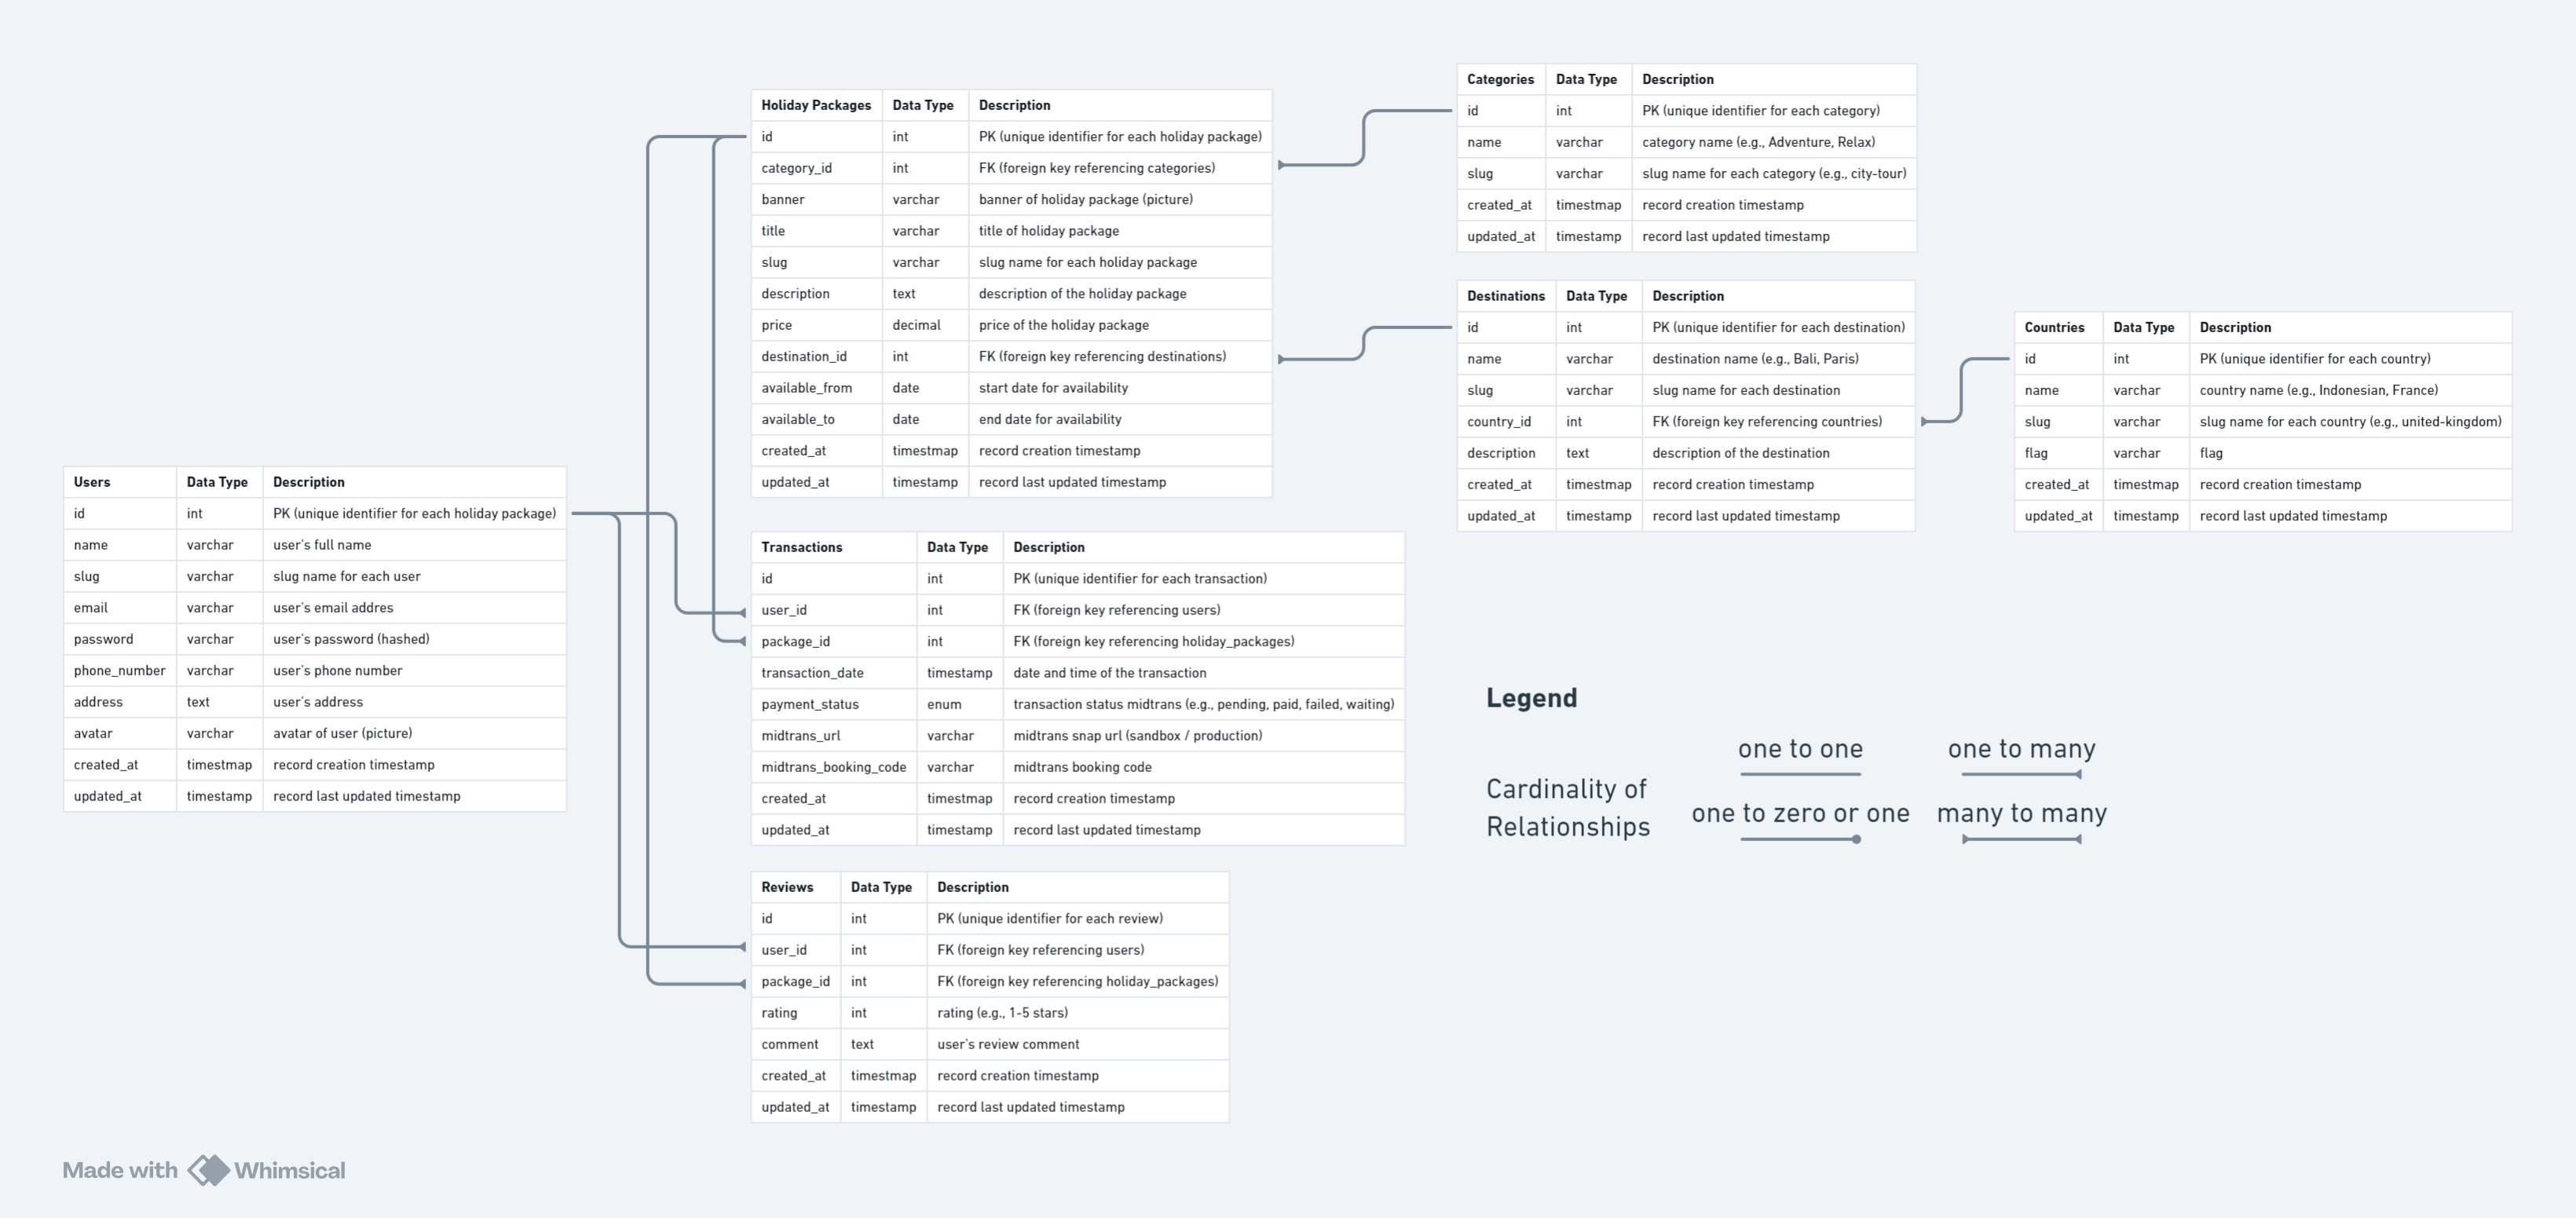 Categories Data Type Description
id int PK (unique identifier for each category)
name varchar category name (e.g., Adventure, Relax)
slug varchar slug name for each category (e.g., city-tour)
created_at timestmap record creation timestamp
updated_at timestamp record last updated timestamp
Holiday Packages Data Type Description
id int PK (unique identifier for each holiday package)
category_id int FK (foreign key referencing categories)
banner varchar banner of holiday package (picture)
title varchar title of holiday package
slug varchar slug name for each holiday package
description text description of the holiday package
price decimal price of the holiday package
destination_id int FK (foreign key referencing destinations)
available_from date start date for availability
available_to date end date for availability
created_at timestmap record creation timestamp
updated_at timestamp record last updated timestamp
Destinations Data Type Description
id int PK (unique identifier for each destination)
name varchar destination name (e.g., Bali, Paris)
slug varchar slug name for each destination
country_id int FK (foreign key referencing countries)
description text description of the destination
created_at timestmap record creation timestamp
updated_at timestamp record last updated timestamp
Countries Data Type Description
id int PK (unique identifier for each country)
name varchar country name (e.g., Indonesian, France)
slug varchar slug name for each country (e.g., united-kingdom)
flag varchar flag
created_at timestmap record creation timestamp
updated_at timestamp record last updated timestamp
Users Data Type Description
id int PK (unique identifier for each holiday package)
name varchar user's full name
slug varchar slug name for each user
email varchar user's email addres
password varchar user's password (hashed)
phone_number varchar user's phone number
address text user's address
avatar varchar avatar of user (picture)
created_at timestmap record creation timestamp
updated_at timestamp record last updated timestamp
Transactions Data Type Description
id int PK (unique identifier for each transaction)
user_id int FK (foreign key referencing users)
package_id int FK (foreign key referencing holiday_packages)
transaction_date timestamp date and time of the transaction
payment_status enum transaction status midtrans (e.g., pending, paid, failed, waiting)
midtrans_url varchar midtrans snap url (sandbox / production)
midtrans_booking_code varchar midtrans booking code
created_at timestmap record creation timestamp
updated_at timestamp record last updated timestamp
Legend
Cardinality of
Relationships
one to one one to many
one to zero or one many to many
Reviews Data Type Description
id int PK (unique identifier for each review)
user_id int FK (foreign key referencing users)
package_id int FK (foreign key referencing holiday_packages)
rating int rating (e.g., 1-5 stars)
comment text user's review comment
created_at timestmap record creation timestamp
updated_at timestamp record last updated timestamp
Made with Whimsical